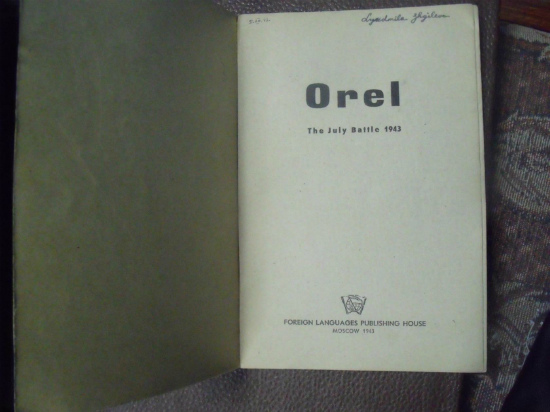 Orel
The July Battle 1943
FOREIGN LANGUAGES PUBLISHING HOUSE
MOSCOW 1943